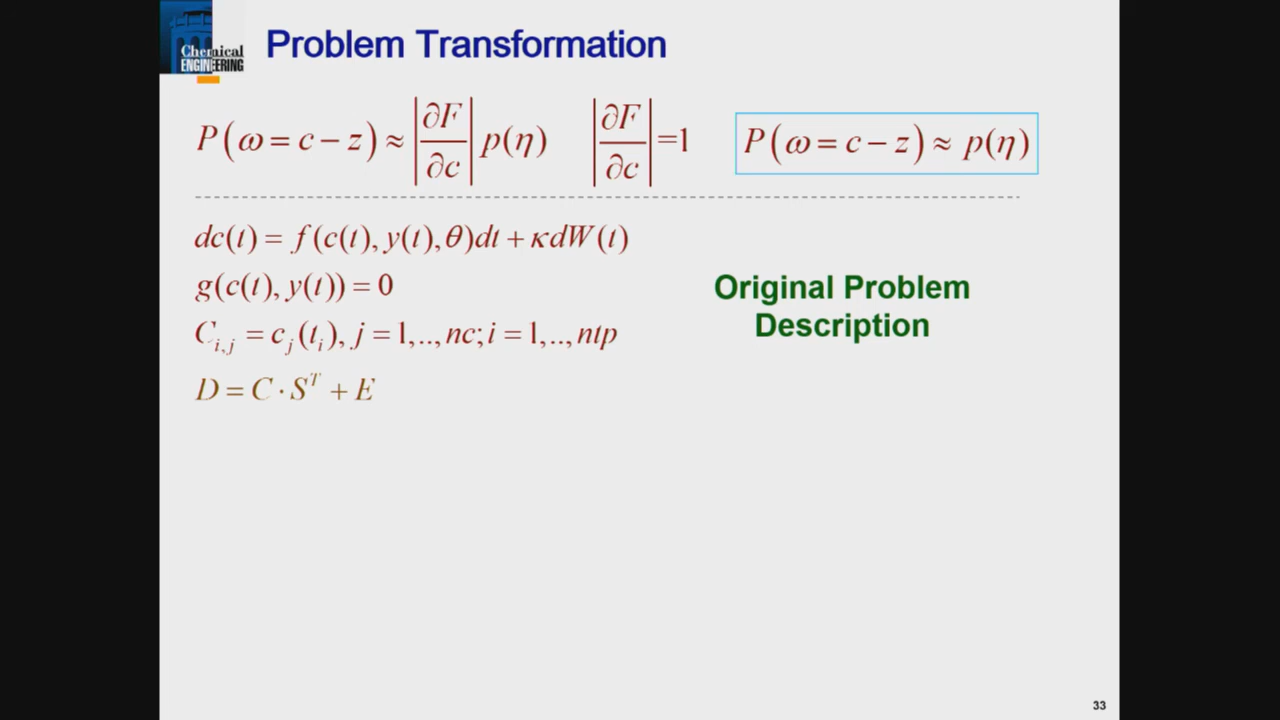 Chemical
ENGINEERING
Problem Transformation
P(ω = c − z) ≈ |∂F/∂c| p(η) |∂F/∂c| =1 P(ω = c − z) ≈ p(η)
dc(t) = f(c(t), y(t), θ)dt + κdW(t)
g(c(t), y(t)) = 0
C_{i,j} = c_j(t_i), j = 1,.., nc; i = 1,.., ntp
D = C · S^T + E
Original Problem
Description
33